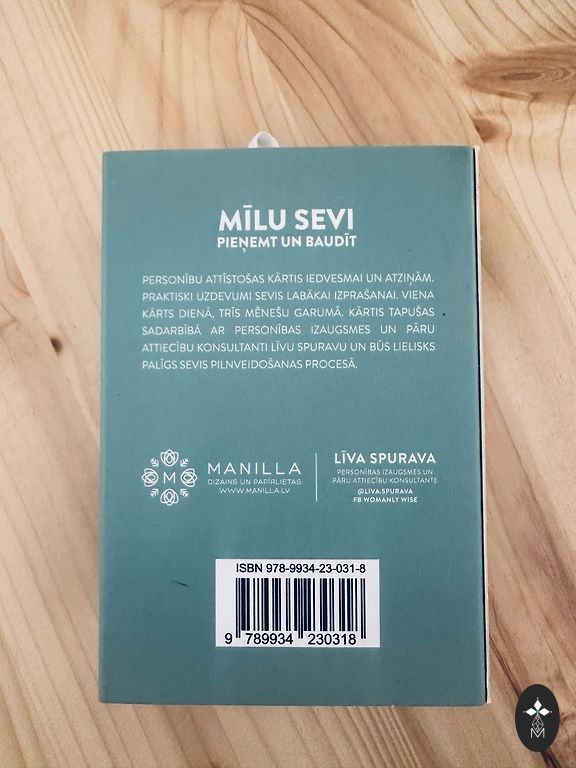 MĪLU SEVI
PIEŅEMT UN BAUDĪT
PERSONĪBU ATTĪSTOŠAS KĀRTIS IEDVESMAI UN ATZIŅĀM.
PRAKTISKI UZDEVUMI SEVIS LABĀKAI IZPRAŠANAI. VIENA
KĀRTS DIENĀ, TRĪS MĒNEŠU GARUMĀ. KĀRTIS TAPUŠAS
SADARBĪBĀ AR PERSONĪBAS IZAUGSMES UN PĀRU
ATTIECĪBU KONSULTANTI LĪVU SPURAVU UN BŪS LIELISKS
PALĪGS SEVIS PILNVEIDOŠANAS PROCESĀ.
M
MANILLA
DIZAINS UN PAPĪRLIETAS
WWW.MANILLA.LV
LĪVA SPURAVA
PERSONĪBAS IZAUGSMES UN
PĀRU ATTIECĪBU KONSULTANTE
@LIVA.SPURAVA
FB WOMANLY WISE
ISBN 978-9934-23-031-8
9 789934 230318
M